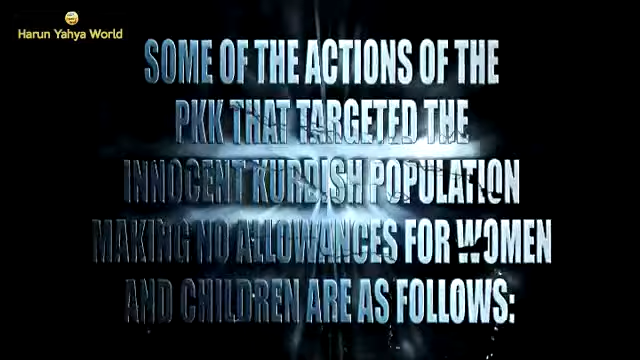 Harun Yahya World
SOME OF THE ACTIONS OF THE
PKK THAT TARGETED THE
INNOCENT KURDISH POPULATION
MAKING NO ALLOWANCES FOR WOMEN
AND CHILDREN ARE AS FOLLOWS: